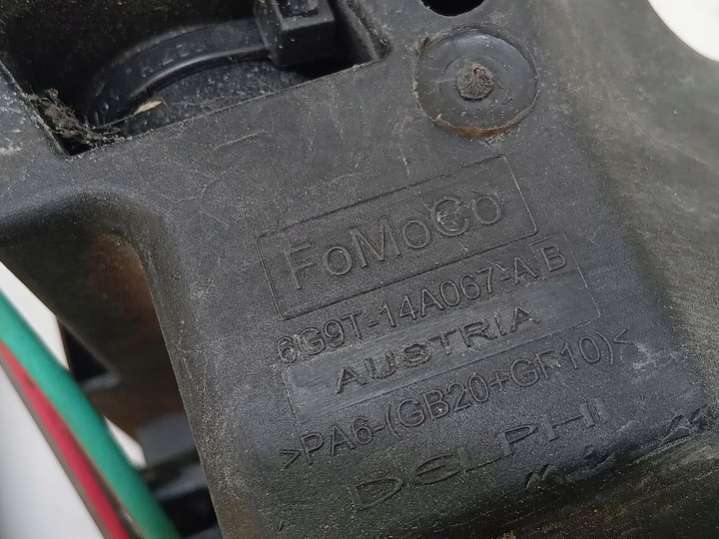 FoMoCo
6G9T-14A067-AB
AUSTRIA
>PA6-(GB20+GF10)<
DELPHI